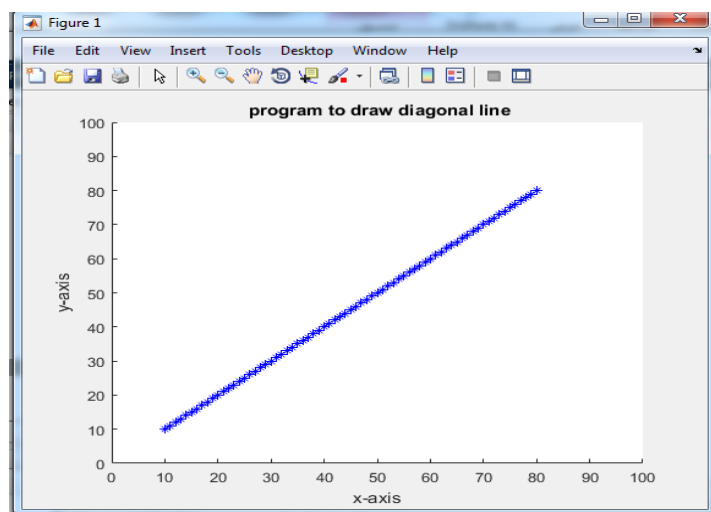 Figure 1
File Edit View Insert Tools Desktop Window Help
program to draw diagonal line
100
90
80
70
60
50
40
30
20
10
0
y-axis
0 10 20 30 40 50 60 70 80 90 100
x-axis